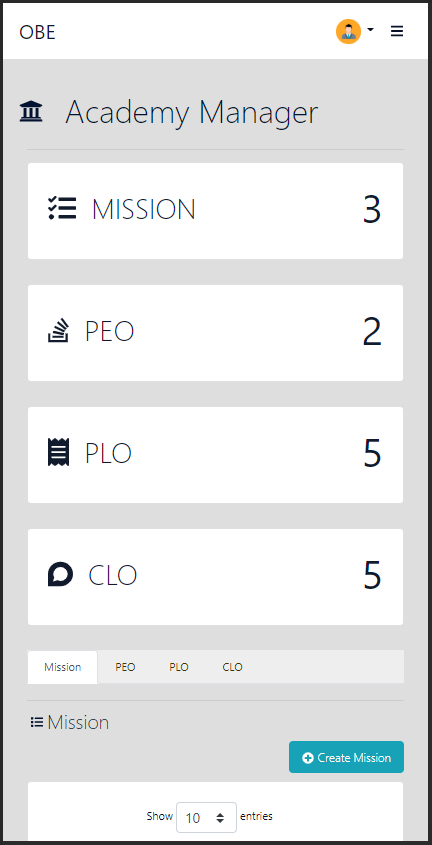 OBE
Academy Manager
MISSION 3
PEO 2
PLO 5
CLO 5
Mission PEO PLO CLO
Mission
Create Mission
Show 10 entries